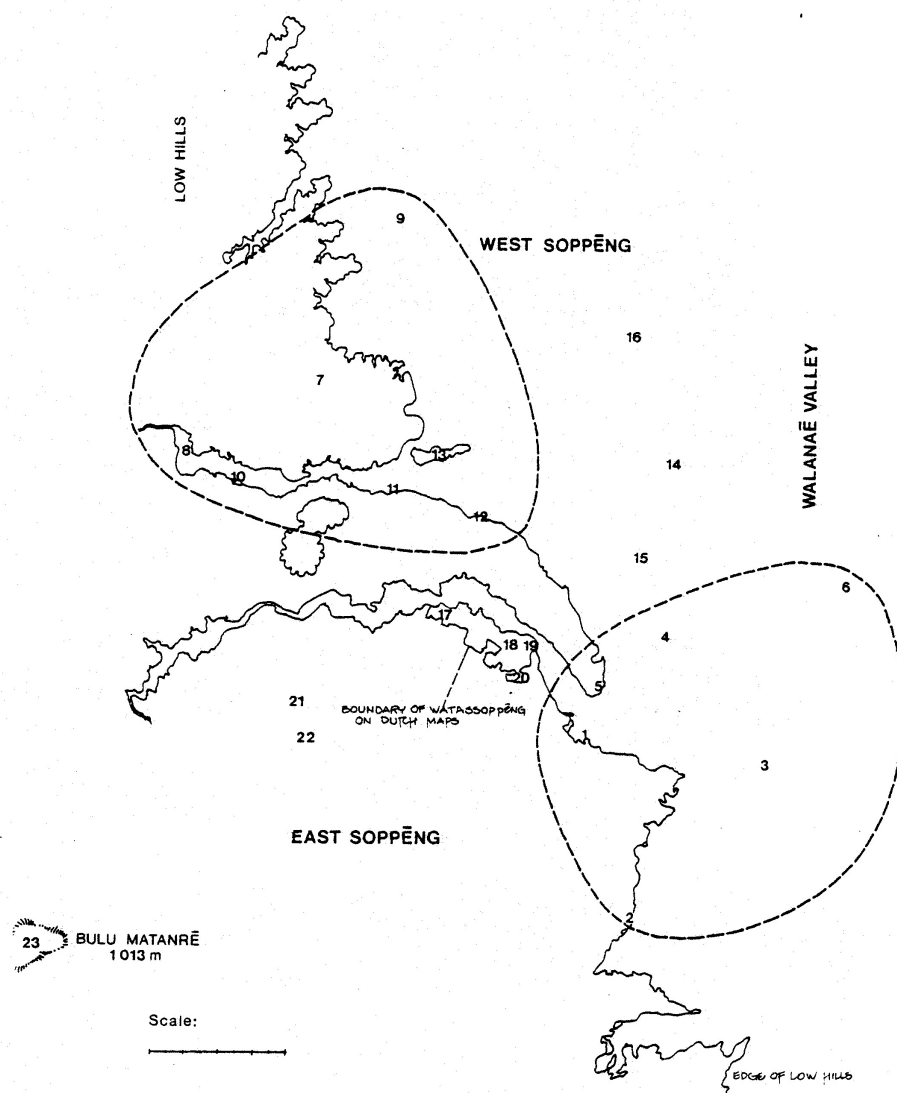 LOW HILLS
9
WEST SOPPĒNG
16
WALANAĒ VALLEY
7
8
13
14
10
11
12
15
6
4
17
18 19
20
5
21
BOUNDARY OF WATASSOPPĒNG
ON DUTCH MAPS
22
1
3
EAST SOPPĒNG
2
23
BULU MATANRĒ
1 013 m
Scale:
EDGE OF LOW HILLS